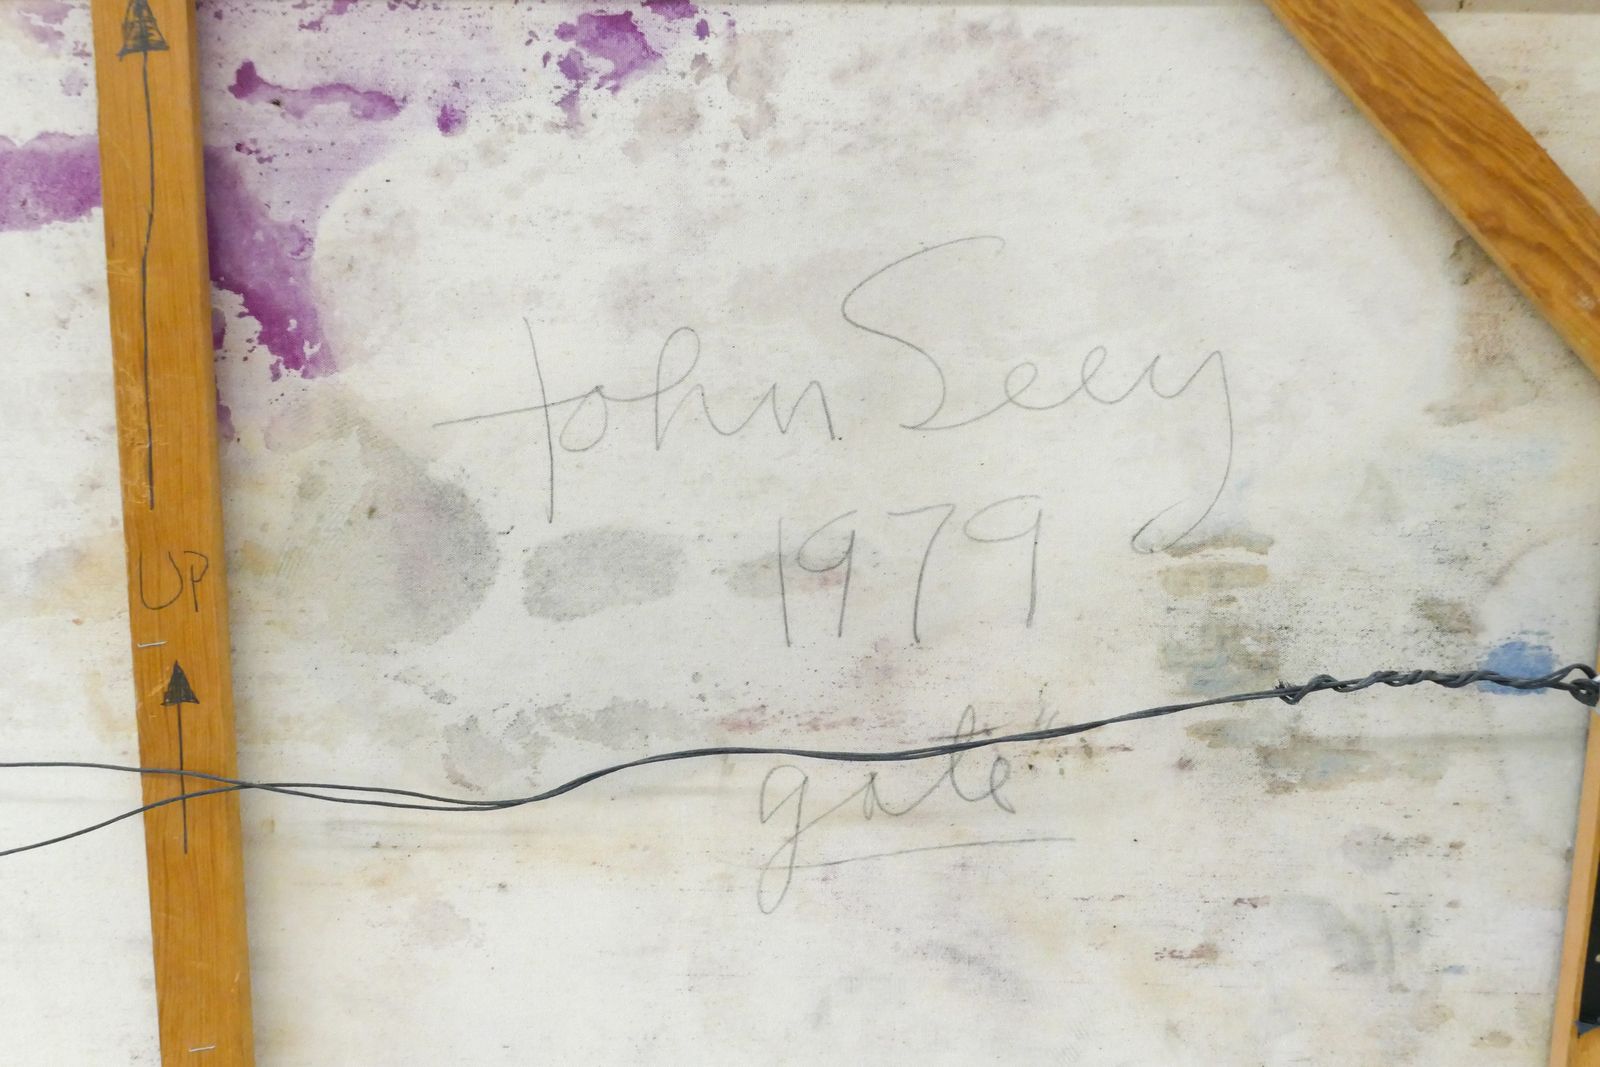 UP
John Seery
1979
gate"